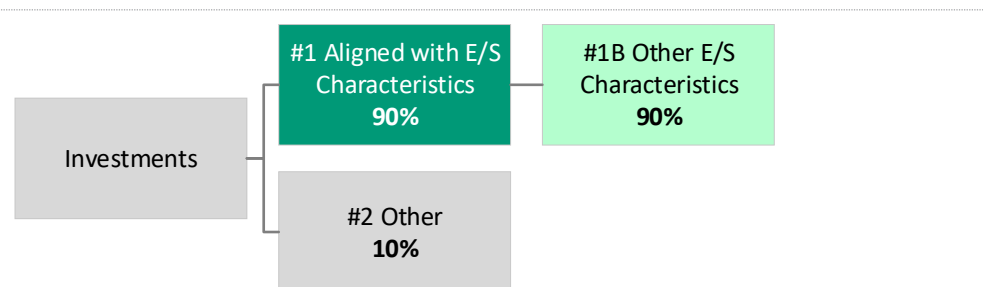 #1 Aligned with E/S
Characteristics
90%
#1B Other E/S
Characteristics
90%
Investments
#2 Other
10%